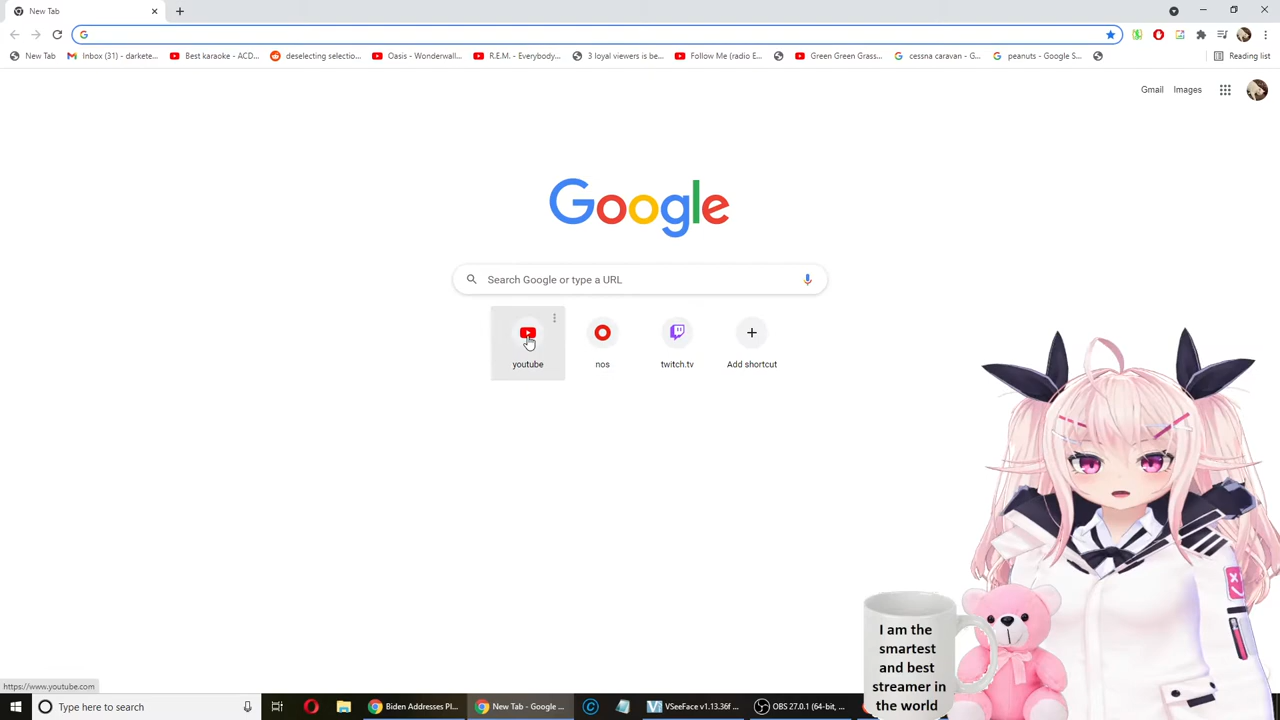 New Tab
New Tab
Inbox (31) - darkete...
Best karaoke - ACD...
deselecting selectio...
Oasis - Wonderwall...
R.E.M. - Everybody...
3 loyal viewers is be...
Follow Me (radio E...
Green Green Grass...
cessna caravan - G...
peanuts - Google S...
Reading list
Gmail
Images
Google
Search Google or type a URL
youtube
nos
twitch.tv
Add shortcut
I am the
smartest
and best
streamer in
the world
https://www.youtube.com
Type here to search
Biden Addresses Pl...
New Tab - Google ...
VSeeFace v1.13.36f ...
OBS 27.0.1 (64-bit, ...